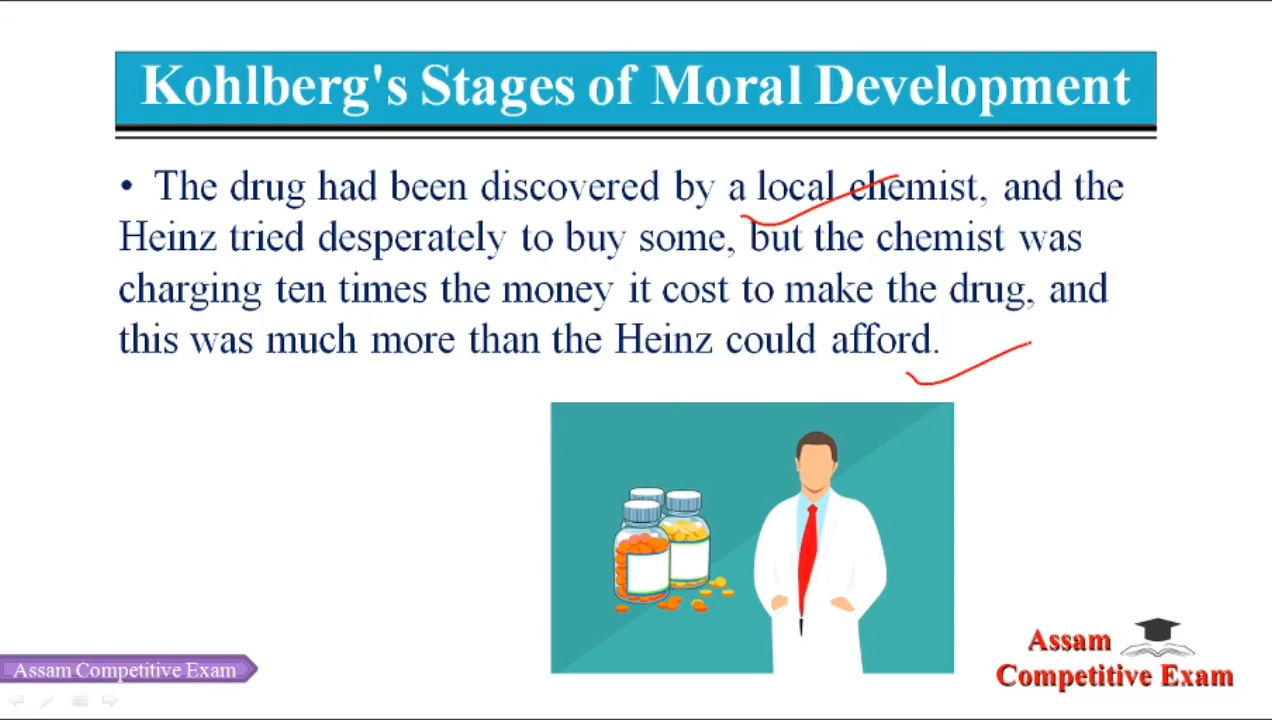 Kohlberg's Stages of Moral Development
• The drug had been discovered by a local chemist, and the
Heinz tried desperately to buy some, but the chemist was
charging ten times the money it cost to make the drug, and
this was much more than the Heinz could afford.
Assam Competitive Exam
Assam
Competitive Exam